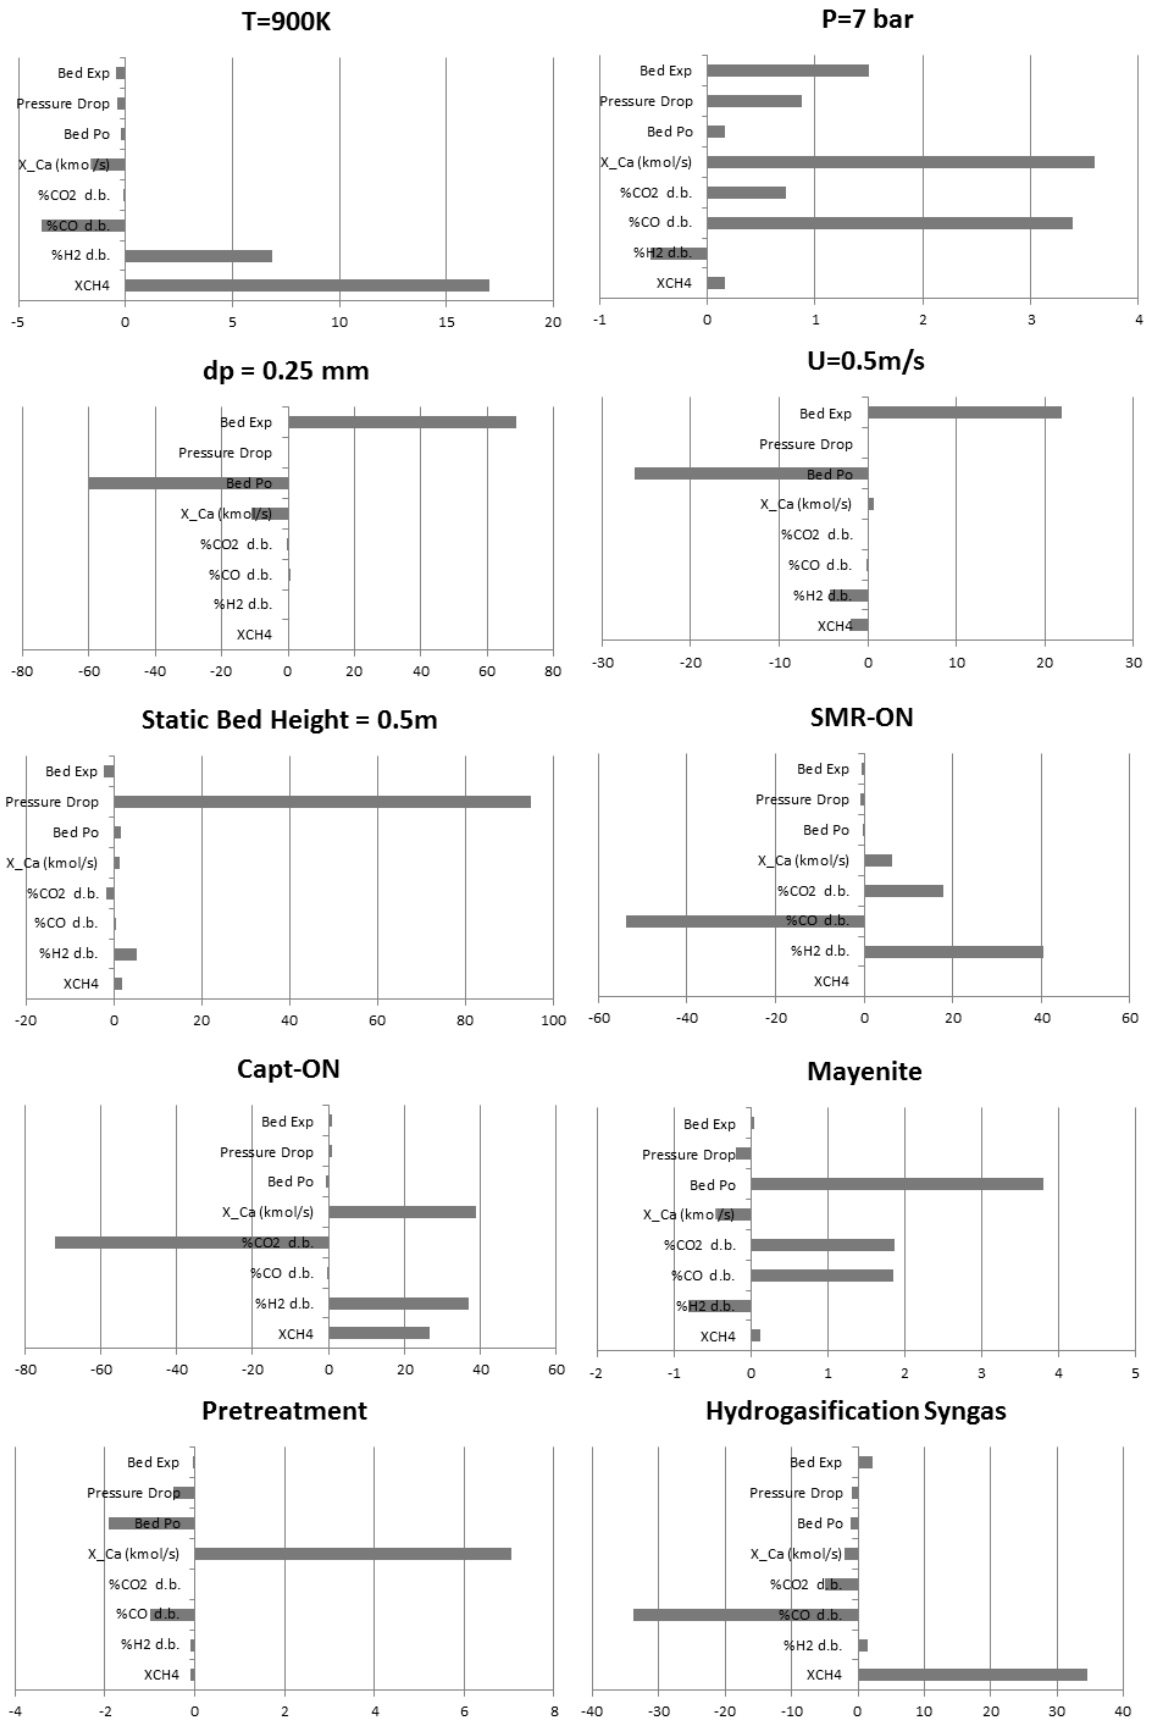 T=900K
Bed Exp
Pressure Drop
Bed Po
X_Ca (kmol/s)
%CO2 d.b.
%CO d.b.
%H2 d.b.
XCH4
-5 0 5 10 15 20
P=7 bar
Bed Exp
Pressure Drop
Bed Po
X_Ca (kmol/s)
%CO2 d.b.
%CO d.b.
%H2 d.b.
XCH4
-1 0 1 2 3 4
dp = 0.25 mm
Bed Exp
Pressure Drop
Bed Po
X_Ca (kmol/s)
%CO2 d.b.
%CO d.b.
%H2 d.b.
XCH4
-80 -60 -40 -20 0 20 40 60 80
U=0.5m/s
Bed Exp
Pressure Drop
Bed Po
X_Ca (kmol/s)
%CO2 d.b.
%CO d.b.
%H2 d.b.
XCH4
-30 -20 -10 0 10 20 30
Static Bed Height = 0.5m
Bed Exp
Pressure Drop
Bed Po
X_Ca (kmol/s)
%CO2 d.b.
%CO d.b.
%H2 d.b.
XCH4
-20 0 20 40 60 80 100
SMR-ON
Bed Exp
Pressure Drop
Bed Po
X_Ca (kmol/s)
%CO2 d.b.
%CO d.b.
%H2 d.b.
XCH4
-60 -40 -20 0 20 40 60
Capt-ON
Bed Exp
Pressure Drop
Bed Po
X_Ca (kmol/s)
%CO2 d.b.
%CO d.b.
%H2 d.b.
XCH4
-80 -60 -40 -20 0 20 40 60
Mayenite
Bed Exp
Pressure Drop
Bed Po
X_Ca (kmol/s)
%CO2 d.b.
%CO d.b.
%H2 d.b.
XCH4
-2 -1 0 1 2 3 4 5
Pretreatment
Bed Exp
Pressure Drop
Bed Po
X_Ca (kmol/s)
%CO2 d.b.
%CO d.b.
%H2 d.b.
XCH4
-4 -2 0 2 4 6 8
Hydrogasification Syngas
Bed Exp
Pressure Drop
Bed Po
X_Ca (kmol/s)
%CO2 d.b.
%CO d.b.
%H2 d.b.
XCH4
-40 -30 -20 -10 0 10 20 30 40